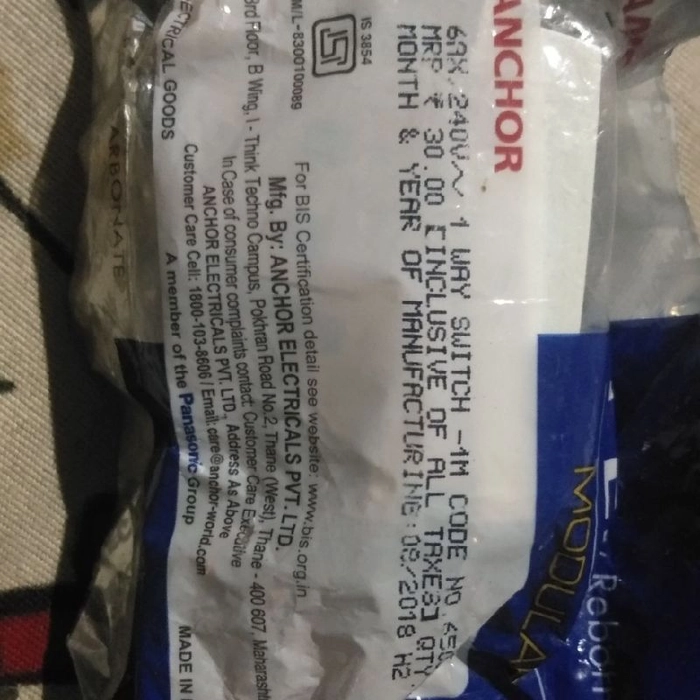 ANCHOR
6AX 240V~ 1 WAY SWITCH -1M CODE NO
MRP ₹ 30.00 [INCLUSIVE OF ALL TAXES] QTY
MONTH & YEAR OF MANUFACTURING: 08/2018 H2
IS 3854
M/L-8300100089
For BIS Certification detail see website: www.bis.org.in
Mfg. By: ANCHOR ELECTRICALS PVT. LTD.
3rd Floor, B Wing, I - Think Techno Campus, Pokhran Road No.2, Thane (West), Thane - 400 607,
In Case of consumer complaints contact: Customer Care Executive
ANCHOR ELECTRICALS PVT. LTD., Address As Above
Customer Care Cell: 1800-103-8606 / Email: care@anchor-world.com
A member of the Panasonic Group
GOODS
MADE IN
MODULA